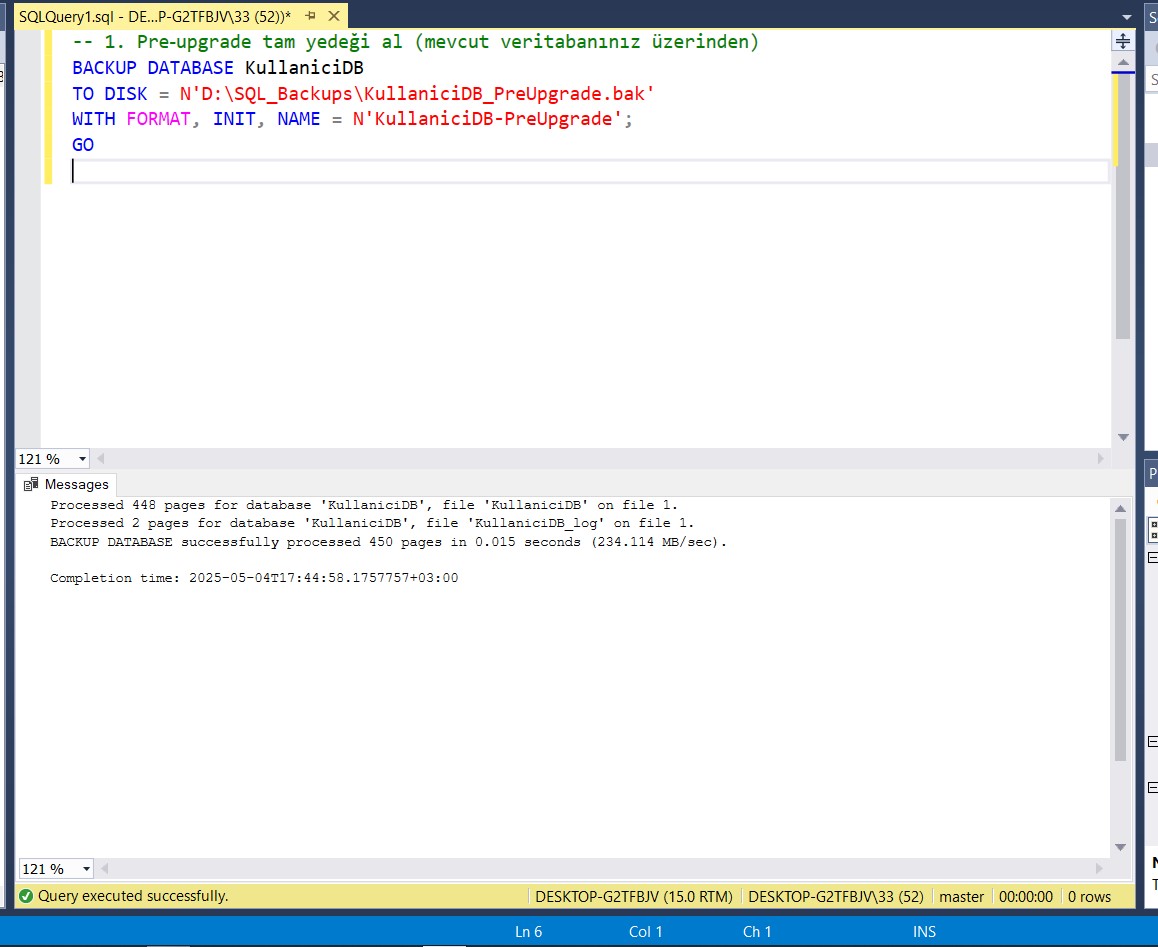 SQLQuery1.sql - DE...P-G2TFBJV\33 (52))*
-- 1. Pre-upgrade tam yedeği al (mevcut veritabanınız üzerinden)
BACKUP DATABASE KullaniciDB
TO DISK = N'D:\SQL_Backups\KullaniciDB_PreUpgrade.bak'
WITH FORMAT, INIT, NAME = N'KullaniciDB-PreUpgrade';
GO
121 %
Messages
Processed 448 pages for database 'KullaniciDB', file 'KullaniciDB' on file 1.
Processed 2 pages for database 'KullaniciDB', file 'KullaniciDB_log' on file 1.
BACKUP DATABASE successfully processed 450 pages in 0.015 seconds (234.114 MB/sec).
Completion time: 2025-05-04T17:44:58.1757757+03:00
121 %
Query executed successfully. DESKTOP-G2TFBJV (15.0 RTM) DESKTOP-G2TFBJV\33 (52) master 00:00:00 0 rows
Ln 6 Col 1 Ch 1 INS